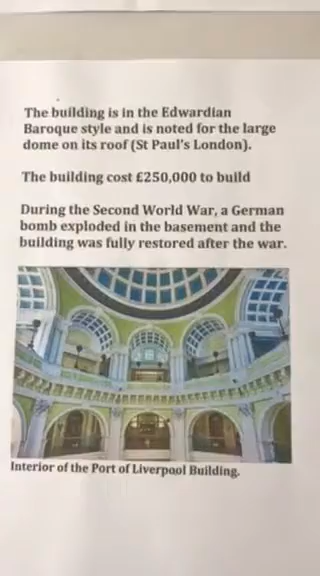 The building is in the Edwardian
Baroque style and is noted for the large
dome on its roof (St Paul's London).
The building cost £250,000 to build
During the Second World War, a German
bomb exploded in the basement and the
building was fully restored after the war.
Interior of the Port of Liverpool Building.